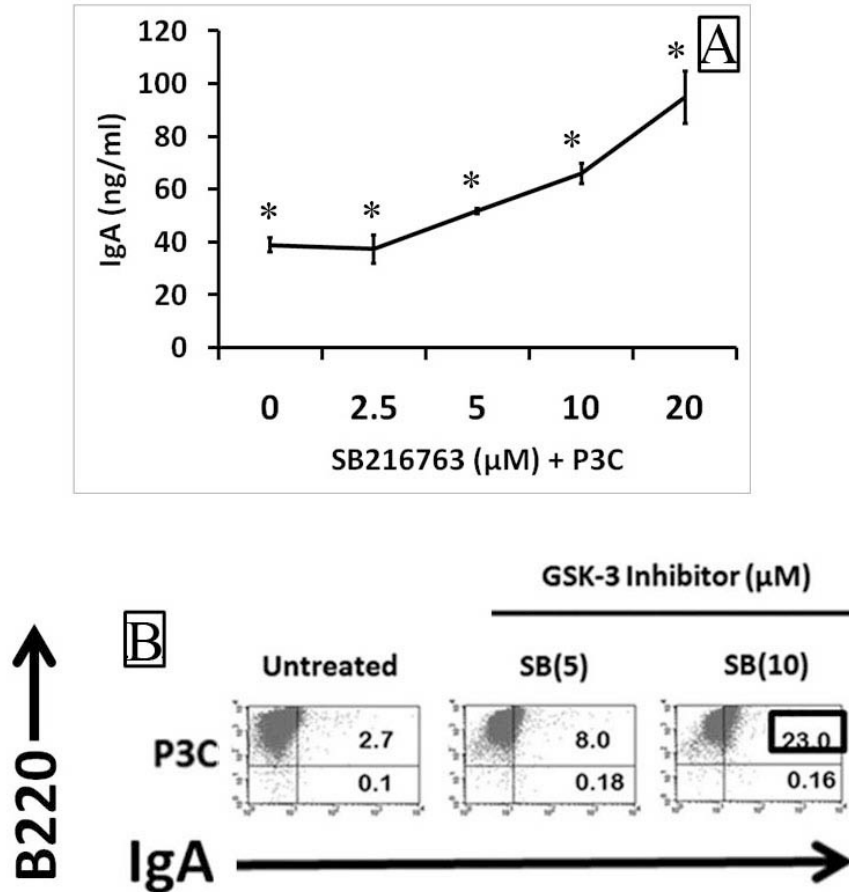 120
100
80
60
40
20
0
IgA (ng/ml)
* * * * *
A
0 2.5 5 10 20
SB216763 (µM) + P3C
GSK-3 Inhibitor (µM)
B
Untreated SB(5) SB(10)
B220
P3C
2.7 8.0 23.0
0.1 0.18 0.16
IgA